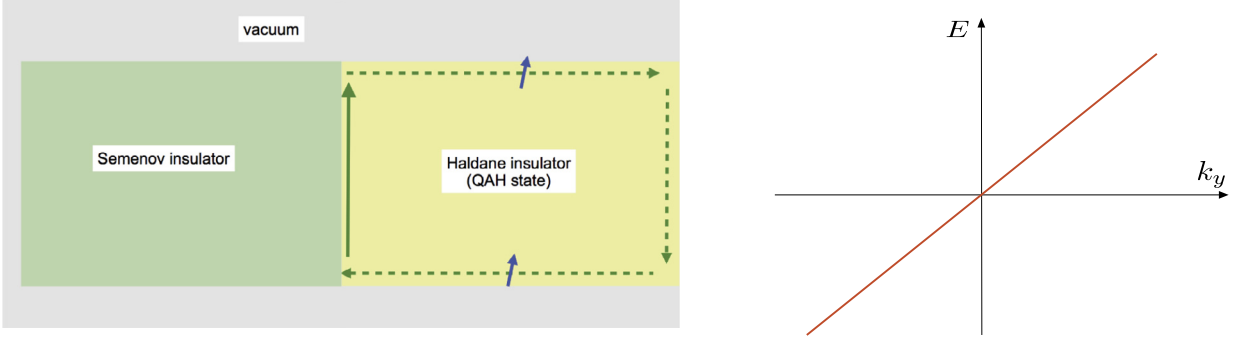 vacuum
Semenov insulator
Haldane insulator
(QAH state)
E
k_y